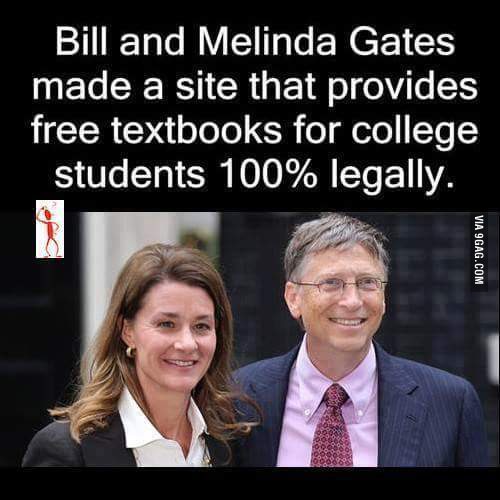 Bill and Melinda Gates
made a site that provides
free textbooks for college
students 100% legally.
VIA 9GAG.COM